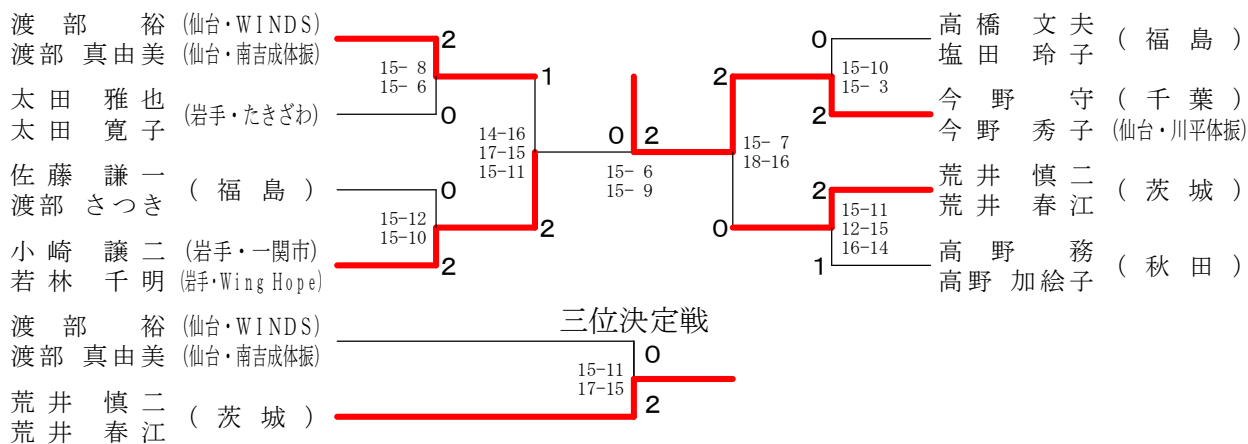 渡部 裕 (仙台・WINDS)
渡部 真由美 (仙台・南吉成体振)
2
15- 8
15- 6
1
太田 雅也
太田 寛子
(岩手・たきざわ)
0
14-16
17-15
15-11
佐藤 謙一
渡部 さつき
(福島)
0
15-12
15-10
2
小崎 譲二 (岩手・一関市)
若林 千明 (岩手・Wing Hope)
2
0 2
15- 6
15- 9
高橋 文夫
塩田 玲子
(福島)
0
2
15-10
15- 3
今野 守 (千葉)
今野 秀子 (仙台・川平体振)
2
15- 7
18-16
荒井 慎二
荒井 春江
(茨城)
2
0
15-11
12-15
16-14
高野 務
高野 加絵子
(秋田)
1
三位決定戦
渡部 裕 (仙台・WINDS)
渡部 真由美 (仙台・南吉成体振)
0
15-11
17-15
荒井 慎二
荒井 春江
(茨城)
2